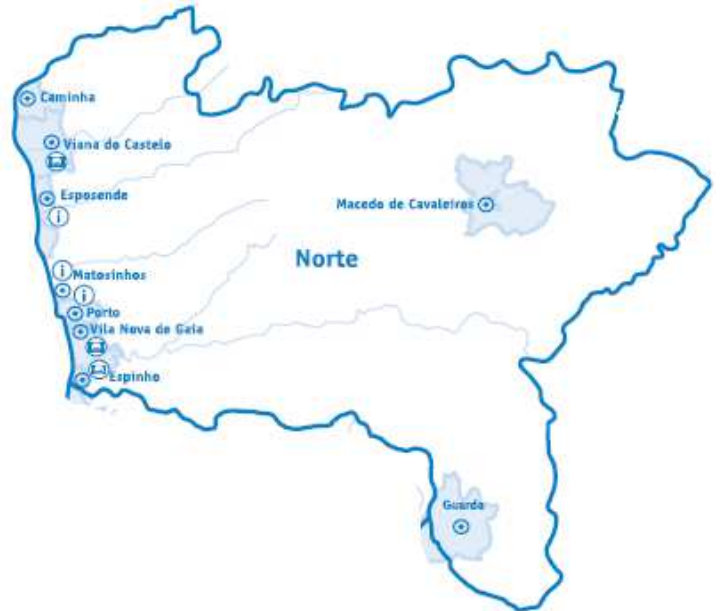 Caminha
Viana do Castelo
Esposende
i
Macedo de Cavaleiros
Norte
i
Matosinhos
i
Porto
Vila Nova de Gaia
Espinho
Guarda